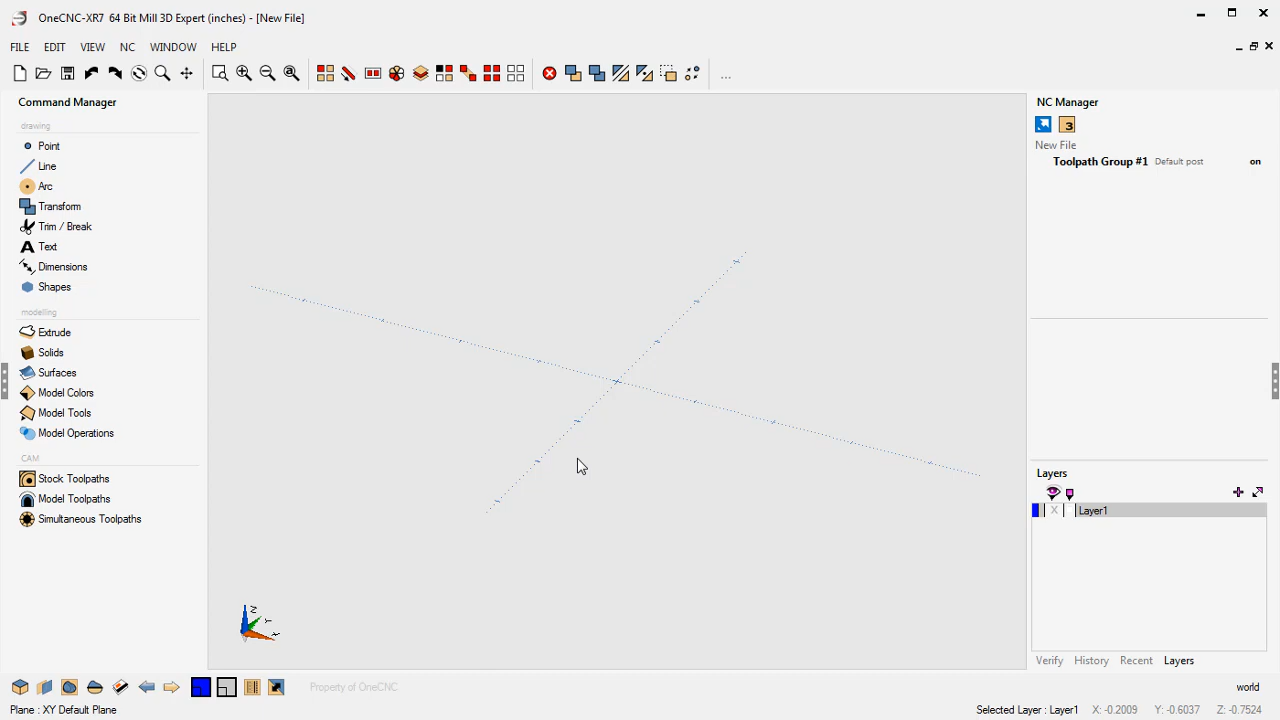 OneCNC-XR7 64 Bit Mill 3D Expert (inches) - [New File]
FILE EDIT VIEW NC WINDOW HELP
...
Command Manager
drawing
Point
Line
Arc
Transform
Trim / Break
A Text
Dimensions
Shapes
modelling
Extrude
Solids
Surfaces
Model Colors
Model Tools
Model Operations
CAM
Stock Toolpaths
Model Toolpaths
Simultaneous Toolpaths
Z
Y
X
NC Manager
3
New File
Toolpath Group #1 Default post on
Layers
X Layer1
Verify History Recent Layers
Property of OneCNC
world
Plane : XY Default Plane
Selected Layer : Layer1 X: -0.2009 Y: -0.6037 Z: -0.7524